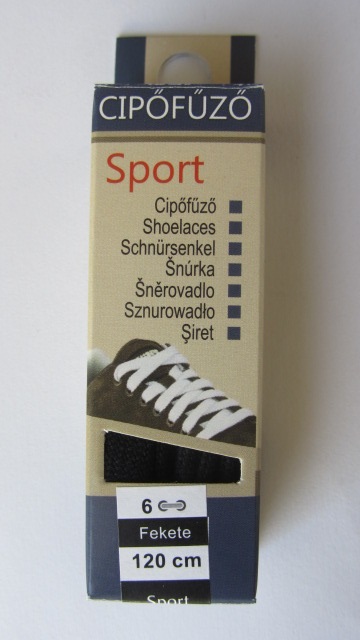 CIPŐFŰZŐ
Sport
Cipőfűző
Shoelaces
Schnürsenkel
Šnúrka
Šněrovadlo
Sznurowadło
Şiret
6
Fekete
120 cm
Sport